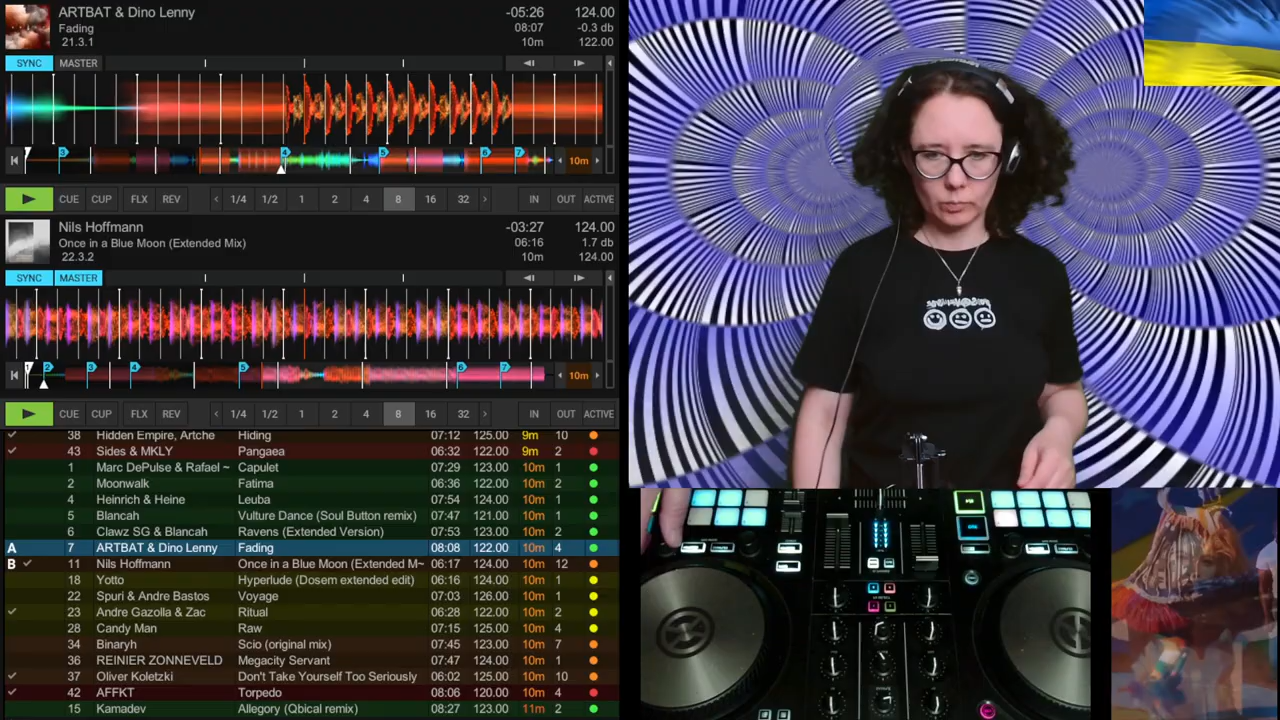 ARTBAT & Dino Lenny -05:26 124.00
Fading 08:07 -0.3 db
21.3.1 10m 122.00
SYNC MASTER
3 4 5 6 7 10m
CUE CUP FLX REV < 1/4 1/2 1 2 4 8 16 32 > IN OUT ACTIVE
Nils Hoffmann -03:27 124.00
Once in a Blue Moon (Extended Mix) 06:16 1.7 db
22.3.2 10m 124.00
SYNC MASTER
2 3 4 5 6 7 10m
CUE CUP FLX REV < 1/4 1/2 1 2 4 8 16 32 > IN OUT ACTIVE
38 Hidden Empire, Artche Hiding 07:12 125.00 9m 10
43 Sides & MKLY Pangaea 06:32 122.00 9m 2
1 Marc DePulse & Rafael ~ Capulet 07:29 123.00 10m 1
2 Moonwalk Fatima 06:36 122.00 10m 2
4 Heinrich & Heine Leuba 07:54 124.00 10m 1
5 Blancah Vulture Dance (Soul Button remix) 07:47 121.00 10m 1
6 Clawz SG & Blancah Ravens (Extended Version) 07:53 123.00 10m 2
A 7 ARTBAT & Dino Lenny Fading 08:08 122.00 10m 4
B 11 Nils Hoffmann Once in a Blue Moon (Extended M~ 06:17 124.00 10m 12
18 Yotto Hyperlude (Dosem extended edit) 06:16 124.00 10m 1
22 Spuri & Andre Bastos Voyage 07:03 126.00 10m 1
23 Andre Gazolla & Zac Ritual 06:28 122.00 10m 2
28 Candy Man Raw 07:15 125.00 10m 4
34 Binaryh Scio (original mix) 07:45 123.00 10m 7
36 REINIER ZONNEVELD Megacity Servant 07:47 124.00 10m 1
37 Oliver Koletzki Don't Take Yourself Too Seriously 06:02 125.00 10m 10
42 AFFKT Torpedo 08:06 120.00 10m 4
15 Kamadev Allegory (Qbical remix) 08:27 123.00 11m 2